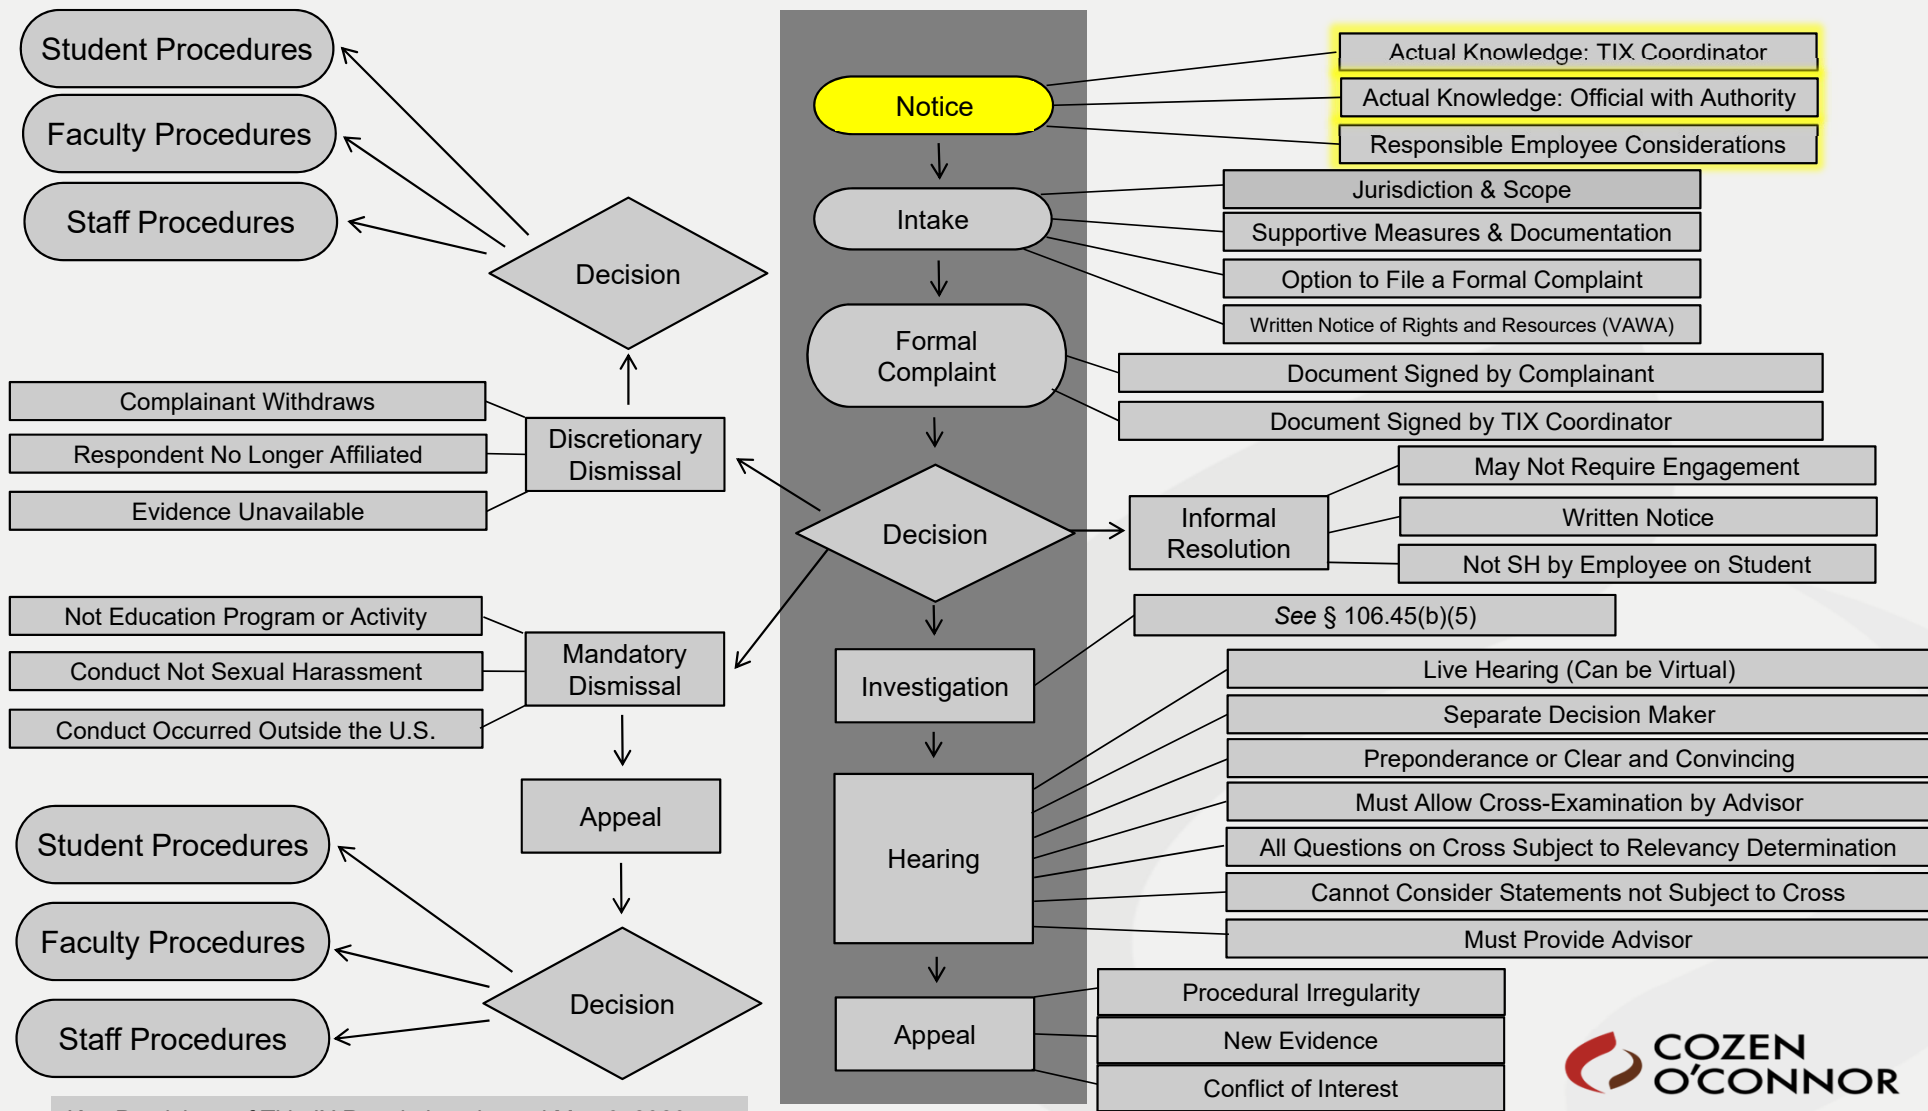 Student Procedures
Faculty Procedures
Staff Procedures
Decision
Complainant Withdraws
Respondent No Longer Affiliated
Evidence Unavailable
Discretionary
Dismissal
Not Education Program or Activity
Conduct Not Sexual Harassment
Conduct Occurred Outside the U.S.
Mandatory
Dismissal
Appeal
Student Procedures
Faculty Procedures
Staff Procedures
Decision
Notice
Actual Knowledge: TIX Coordinator
Actual Knowledge: Official with Authority
Responsible Employee Considerations
Intake
Jurisdiction & Scope
Supportive Measures & Documentation
Option to File a Formal Complaint
Written Notice of Rights and Resources (VAWA)
Formal
Complaint
Document Signed by Complainant
Document Signed by TIX Coordinator
Decision
Informal
Resolution
May Not Require Engagement
Written Notice
Not SH by Employee on Student
Investigation
See § 106.45(b)(5)
Hearing
Live Hearing (Can be Virtual)
Separate Decision Maker
Preponderance or Clear and Convincing
Must Allow Cross-Examination by Advisor
All Questions on Cross Subject to Relevancy Determination
Cannot Consider Statements not Subject to Cross
Must Provide Advisor
Appeal
Procedural Irregularity
New Evidence
Conflict of Interest
COZEN
O'CONNOR